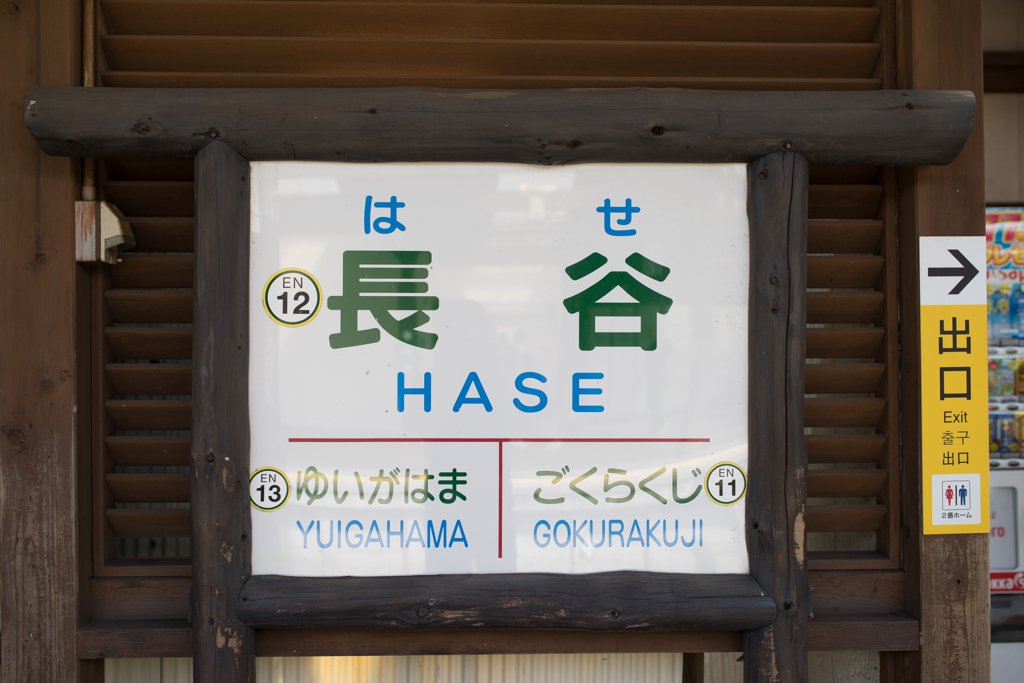 は せ
EN
12
長 谷
HASE
EN
13
ゆいがはま
YUIGAHAMA
ごくらくじ
EN
11
GOKURAKUJI
→
出口
Exit
출구
出口
2番ホーム